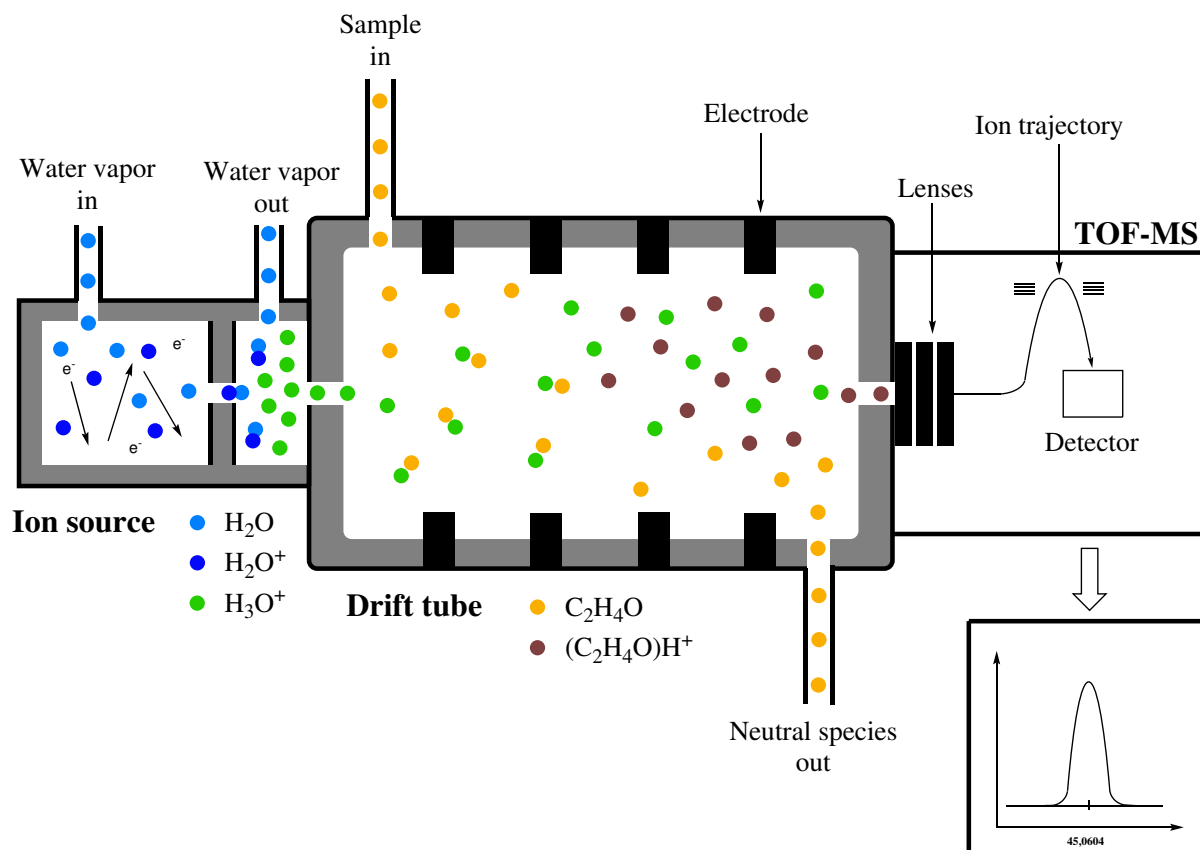 Sample
in
Electrode
Ion trajectory
Water vapor
in
Water vapor
out
Lenses
TOF-MS
e-
e-
e-
Detector
Ion source
H2O
H2O+
H3O+
Drift tube
C2H4O
(C2H4O)H+
Neutral species
out
45,0604